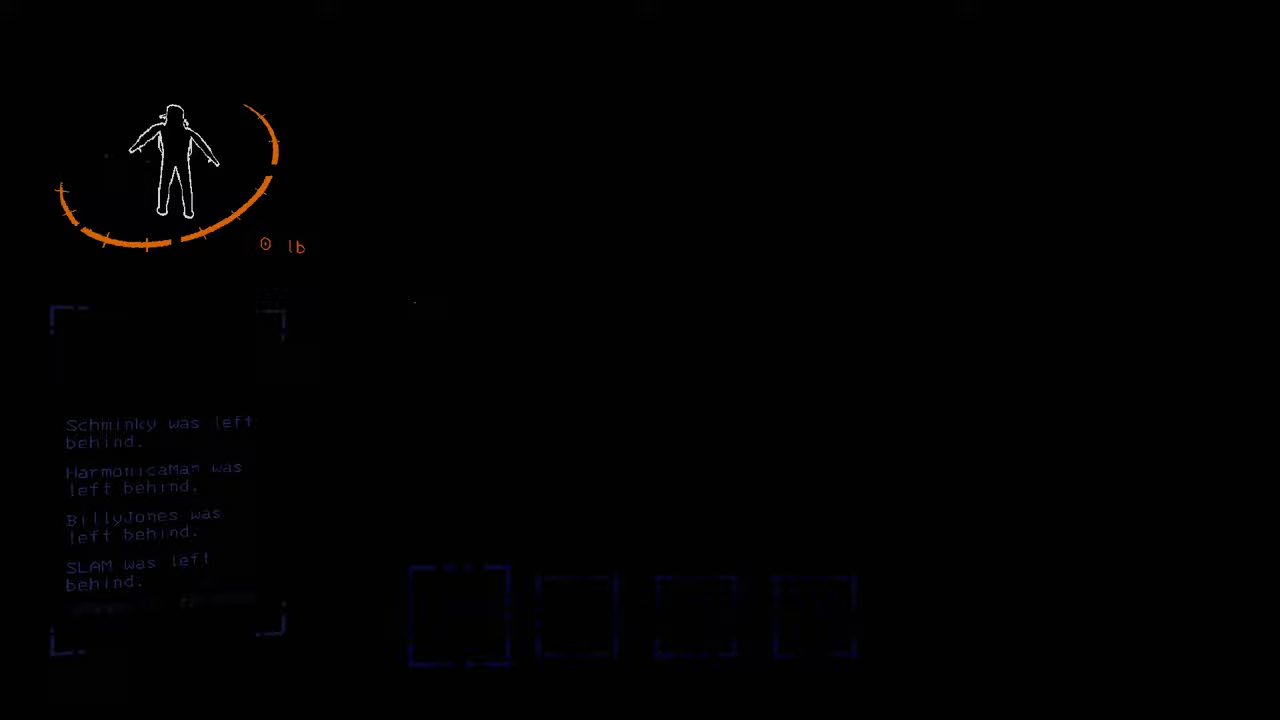 0 lb
Schminky was left
behind.
HarmonicaMan was
left behind.
BillyJones was
left behind.
SLAM was left
behind.